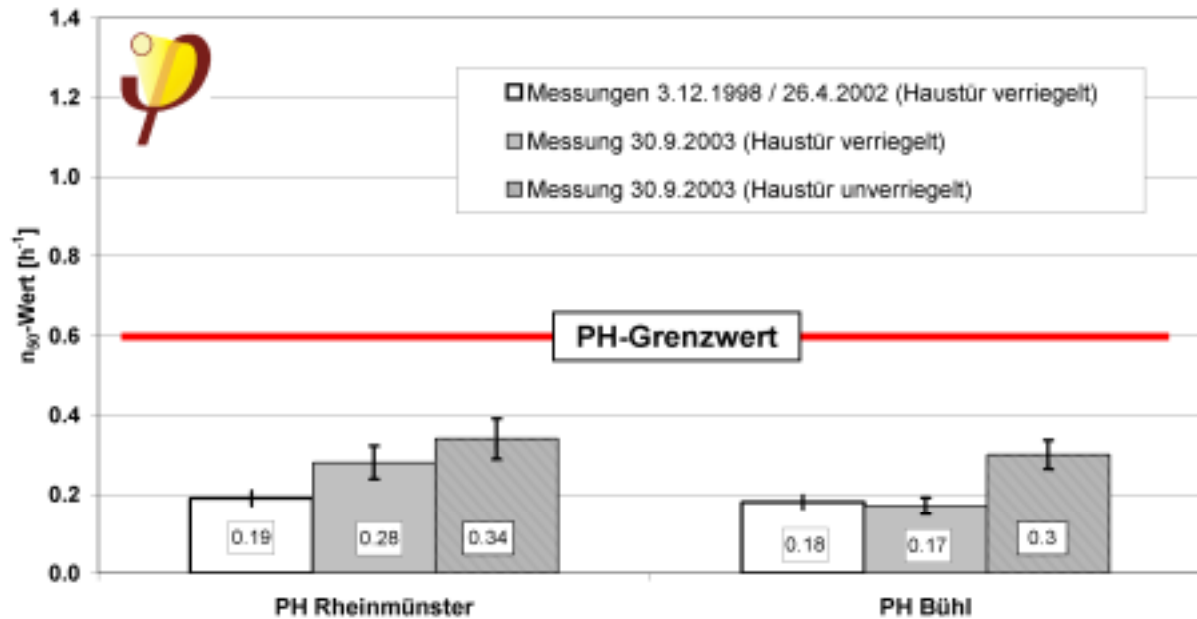 1.4
1.2
1.0
0.8
0.6
0.4
0.2
0.0
n50-Wert [h-1]
Messungen 3.12.1998 / 26.4.2002 (Haustür verriegelt)
Messung 30.9.2003 (Haustür verriegelt)
Messung 30.9.2003 (Haustür unverriegelt)
PH-Grenzwert
0.19 0.28 0.34 0.18 0.17 0.3
PH Rheinmünster PH Bühl